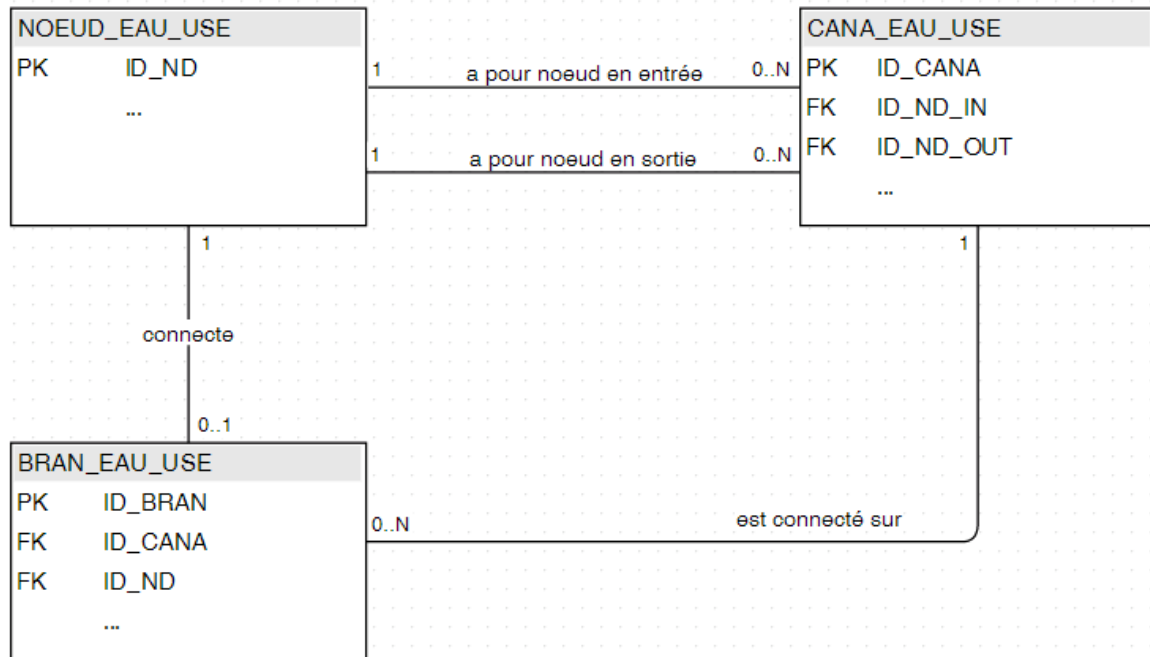 NOEUD_EAU_USE
PK ID_ND
...
CANA_EAU_USE
PK ID_CANA
FK ID_ND_IN
FK ID_ND_OUT
...
1 a pour noeud en entrée 0..N
1 a pour noeud en sortie 0..N
1
connecte
0..1
1
BRAN_EAU_USE
PK ID_BRAN
FK ID_CANA
FK ID_ND
...
0..N est connecté sur